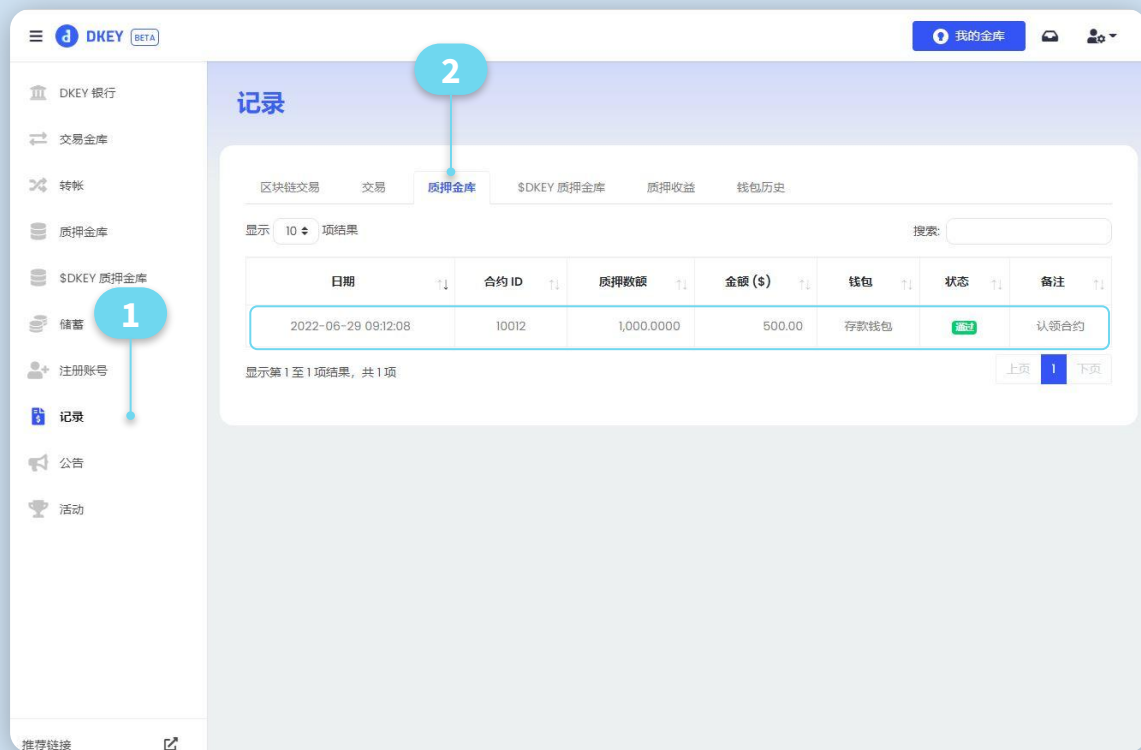 DKEY BETA
我的金库
DKEY 银行
交易金库
转帐
质押金库
$DKEY 质押金库
储蓄
注册账号
记录
公告
活动
推荐链接
1
2
记录
区块链交易 交易 质押金库 $DKEY 质押金库 质押收益 钱包历史
显示 10 项结果 搜索:
日期 合约 ID 质押数额 金额 ($) 钱包 状态 备注
2022-06-29 09:12:08 10012 1,000.0000 500.00 存款钱包 通过 认领合约
显示第 1 至 1 项结果，共 1 项 上页 1 下页